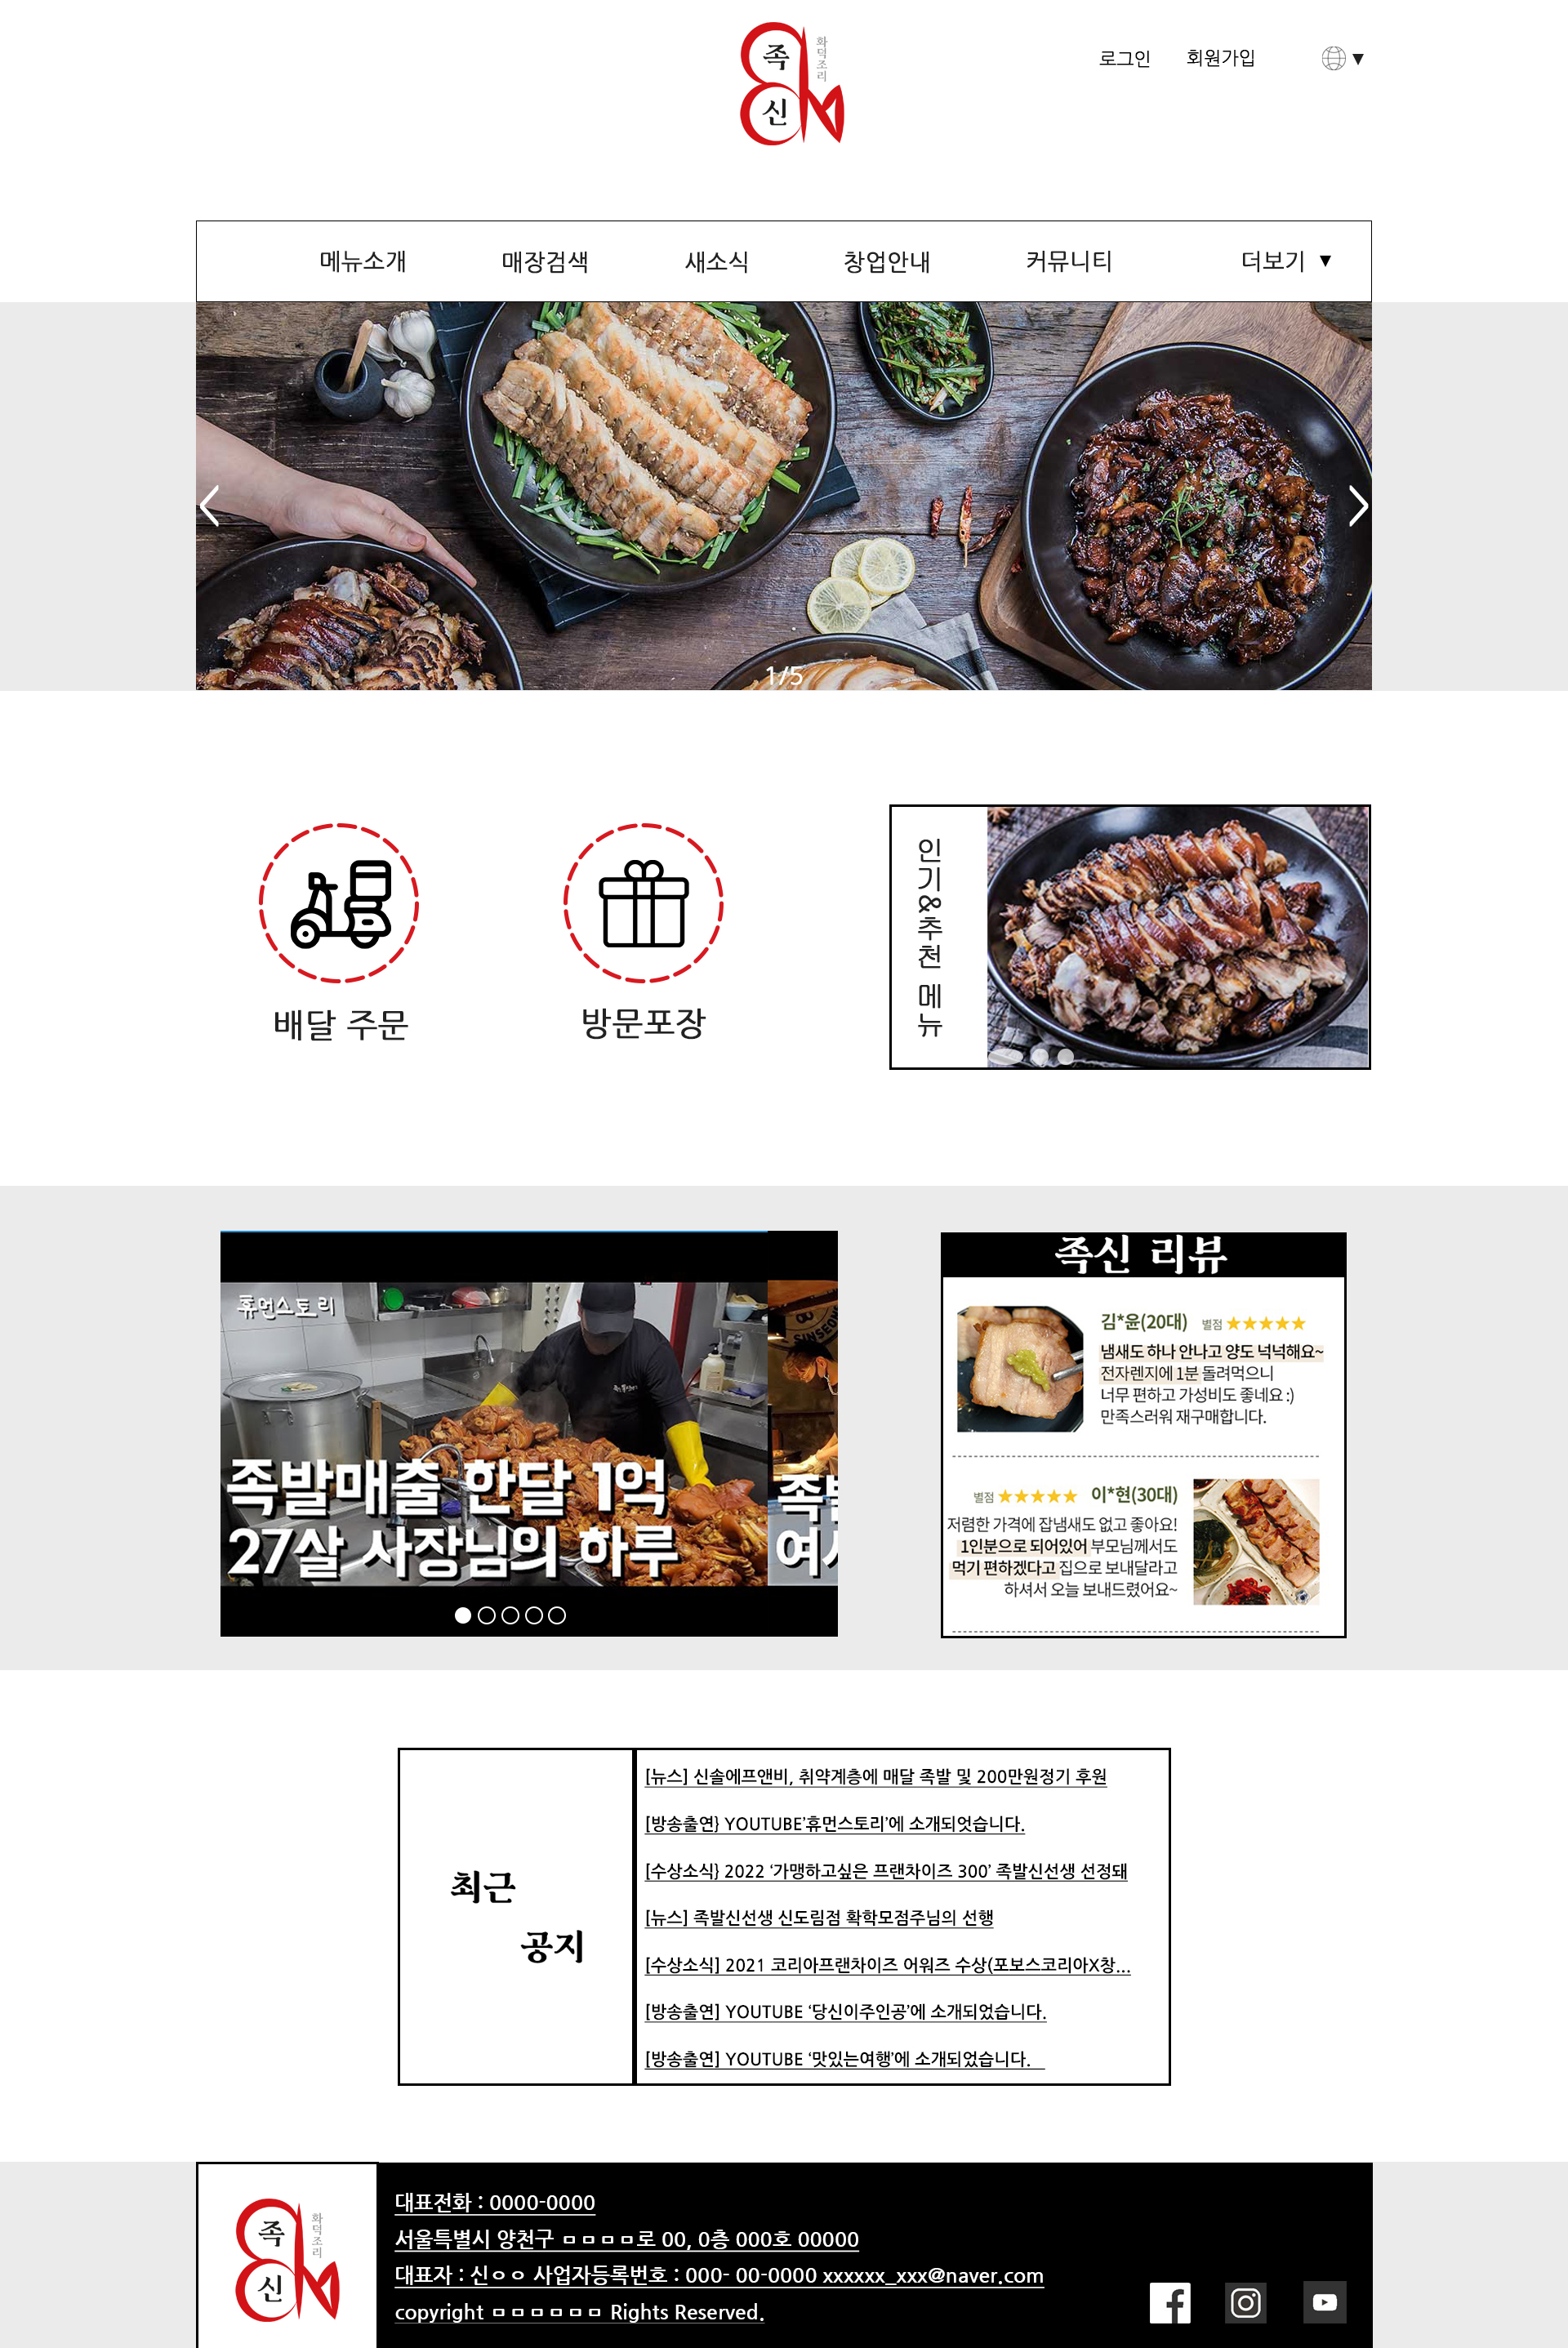 족
신
화덕조리
로그인 회원가입 ▼
메뉴소개 매장검색 새소식 창업안내 커뮤니티 더보기 ▼
1/5
배달 주문
방문포장
인기&추천 메뉴
휴먼스토리
SINSEON
족발매출 한달 1억
27살 사장님의 하루
족발
여
족신 리뷰
김*윤(20대) 별점 ★★★★★
냄새도 하나 안나고 양도 넉넉해요~
전자렌지에 1분 돌려먹으니
너무 편하고 가성비도 좋네요 :)
만족스러워 재구매합니다.
별점 ★★★★★ 이*현(30대)
저렴한 가격에 잡냄새도 없고 좋아요!
1인분으로 되어있어 부모님께서도
먹기 편하겠다고 집으로 보내달라고
하셔서 오늘 보내드렸어요~
최근
공지
[뉴스] 신솔에프앤비, 취약계층에 매달 족발 및 200만원정기 후원
[방송출연} YOUTUBE’휴먼스토리’에 소개되엇습니다.
[수상소식} 2022 ‘가맹하고싶은 프랜차이즈 300’ 족발신선생 선정돼
[뉴스] 족발신선생 신도림점 확학모점주님의 선행
[수상소식] 2021 코리아프랜차이즈 어워즈 수상(포보스코리아X창...
[방송출연] YOUTUBE ‘당신이주인공’에 소개되었습니다.
[방송출연] YOUTUBE ‘맛있는여행’에 소개되었습니다.
족
신
화덕조리
대표전화 : 0000-0000
서울특별시 양천구 ㅁㅁㅁㅁ로 00, 0층 000호 00000
대표자 : 신ㅇㅇ 사업자등록번호 : 000- 00-0000 xxxxxx_xxx@naver.com
copyright ㅁㅁㅁㅁㅁㅁ Rights Reserved.